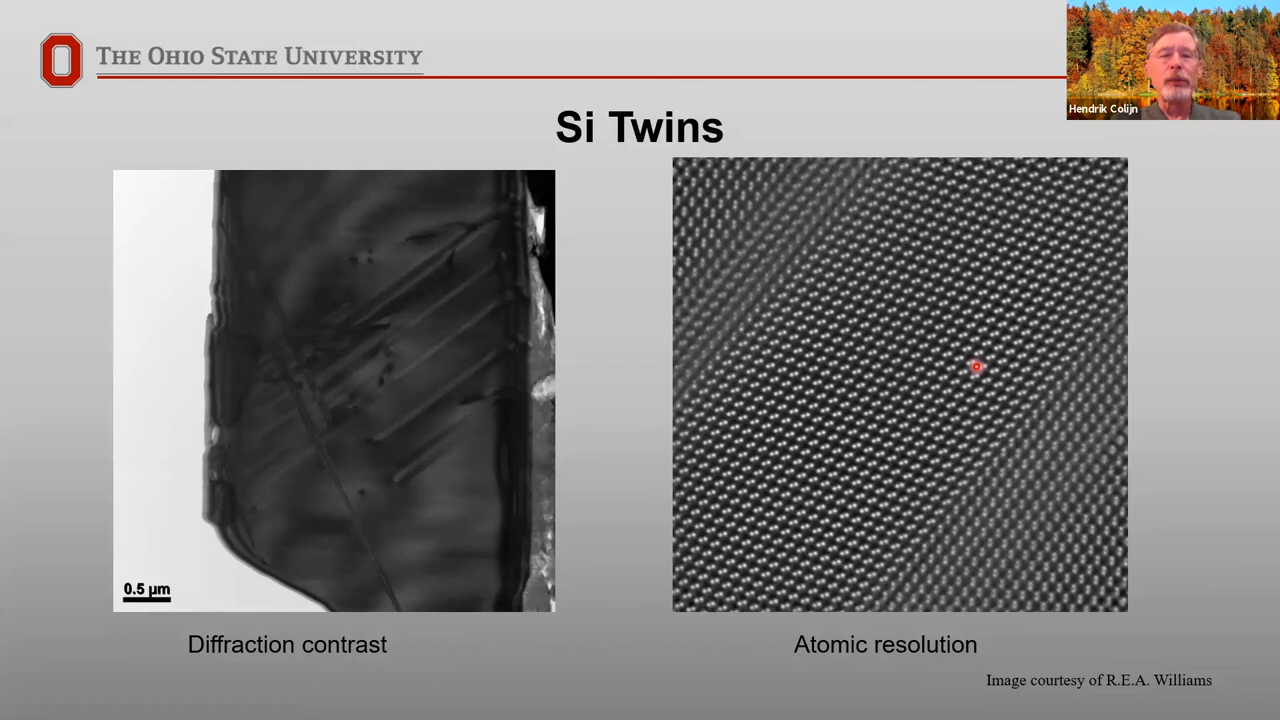 THE OHIO STATE UNIVERSITY
Hendrik Colijn
Si Twins
0.5 µm
Diffraction contrast
Atomic resolution
Image courtesy of R.E.A. Williams